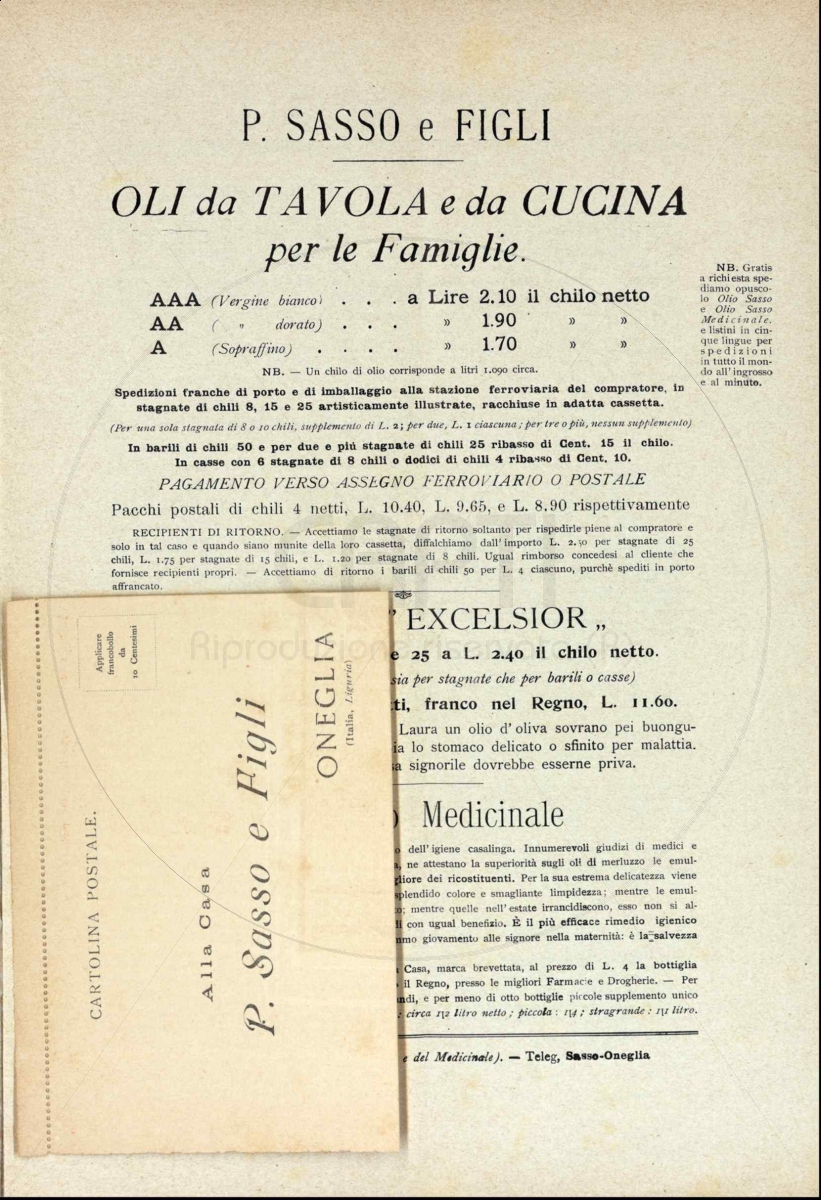 P. SASSO e FIGLI
OLI da TAVOLA e da CUCINA
per le Famiglie.
AAA (Vergine bianco) . . . a Lire 2.10 il chilo netto
AA ( „ dorato) . . . » 1.90 » »
A (Sopraffino) . . . . » 1.70 » »
NB. — Un chilo di olio corrisponde a litri 1,090 circa.
NB. Gratis
a richiesta spe-
diamo opusco-
lo Olio Sasso
e Olio Sasso
Medicinale.
e listini in cin-
que lingue per
spedizioni
in tutto il mon-
do all'ingrosso
e al minuto.
Spedizioni franche di porto e di imballaggio alla stazione ferroviaria del compratore, in
stagnate di chili 8, 15 e 25 artisticamente illustrate, racchiuse in adatta cassetta.
(Per una sola stagnata di 8 o 10 chili, supplemento di L. 2; per due, L. 1 ciascuna; per tre o più, nessun supplemento)
In barili di chili 50 e per due e più stagnate di chili 25 ribasso di Cent. 15 il chilo.
In casse con 6 stagnate di 8 chili o dodici di chili 4 ribasso di Cent. 10.
PAGAMENTO VERSO ASSEGNO FERROVIARIO O POSTALE
Pacchi postali di chili 4 netti, L. 10.40, L. 9.65, e L. 8.90 rispettivamente
RECIPIENTI DI RITORNO. — Accettiamo le stagnate di ritorno soltanto per rispedirle piene al compratore e
solo in tal caso e quando siano munite della loro cassetta, diffalchiamo dall'importo L. 2.50 per stagnate di 25
chili, L. 1.75 per stagnate di 15 chili, e L. 1.20 per stagnate di 8 chili. Ugual rimborso concedesi al cliente che
fornisce recipienti propri. — Accettiamo di ritorno i barili di chili 50 per L. 4 ciascuno, purchè spediti in porto
affrancato.
” EXCELSIOR „
e 25 a L. 2.40 il chilo netto.
sia per stagnate che per barili o casse)
ti, franco nel Regno, L. 11.60.
Laura un olio d'oliva sovrano pei buongu-
ia lo stomaco delicato o sfinito per malattia.
a signorile dovrebbe esserne priva.
Medicinale
o dell'igiene casalinga. Innumerevoli giudizi di medici e
a, ne attestano la superiorità sugli oli di merluzzo le emul-
gliore dei ricostituenti. Per la sua estrema delicatezza viene
splendido colore e smagliante limpidezza; mentre le emul-
o; mentre quelle nell'estate irrancidiscono, esso non si al-
li con ugual benefizio. È il più efficace rimedio igienico
mo giovamento alle signore nella maternità: è la salvezza
Casa, marca brevettata, al prezzo di L. 4 la bottiglia
il Regno, presso le migliori Farmacie e Drogherie. — Per
ndi, e per meno di otto bottiglie piccole supplemento unico
: circa 1|2 litro netto; piccola: 1|4; stragrande: 1|1 litro.
e del Medicinale). — Teleg, Sasso-Oneglia
CARTOLINA POSTALE.
Applicare
francobollo
da
10 Centesimi
Alla Casa
P. Sasso e Figli
ONEGLIA
(Italia, Liguria)